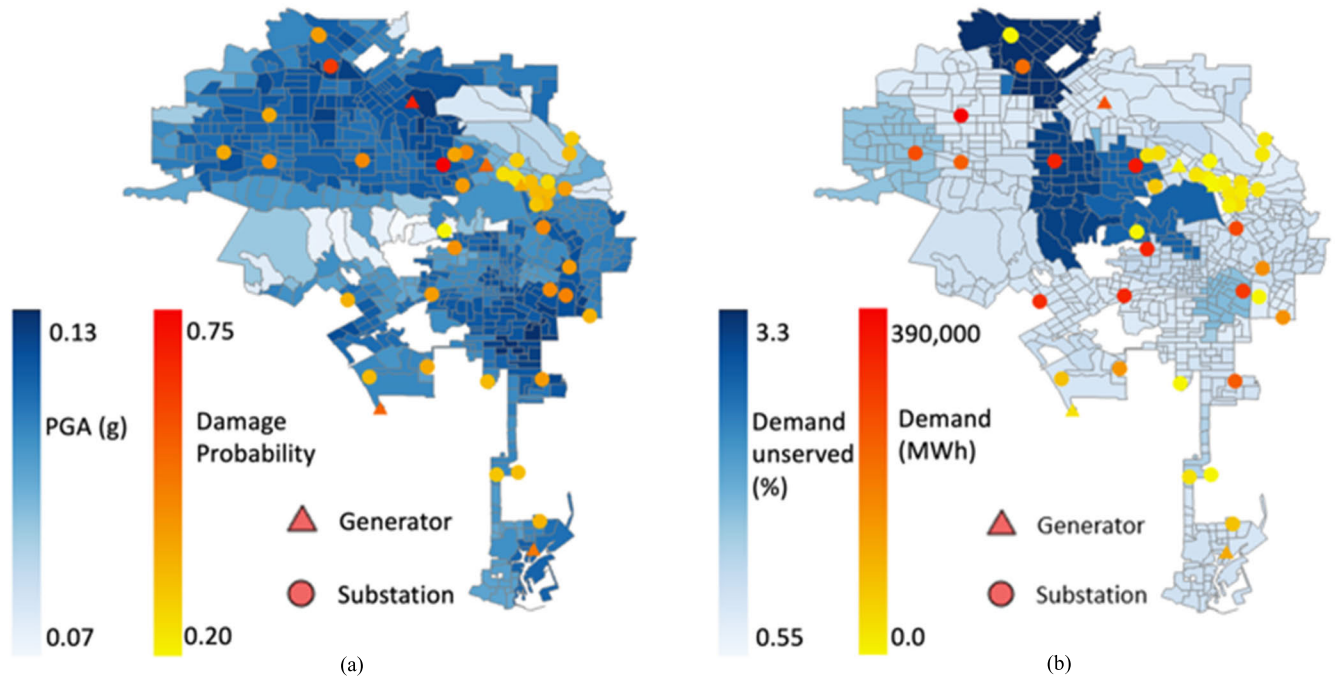 0.13
PGA (g)
0.07
0.75
Damage
Probability
0.20
Generator
Substation
(a)
3.3
Demand
unserved
(%)
0.55
390,000
Demand
(MWh)
0.0
Generator
Substation
(b)